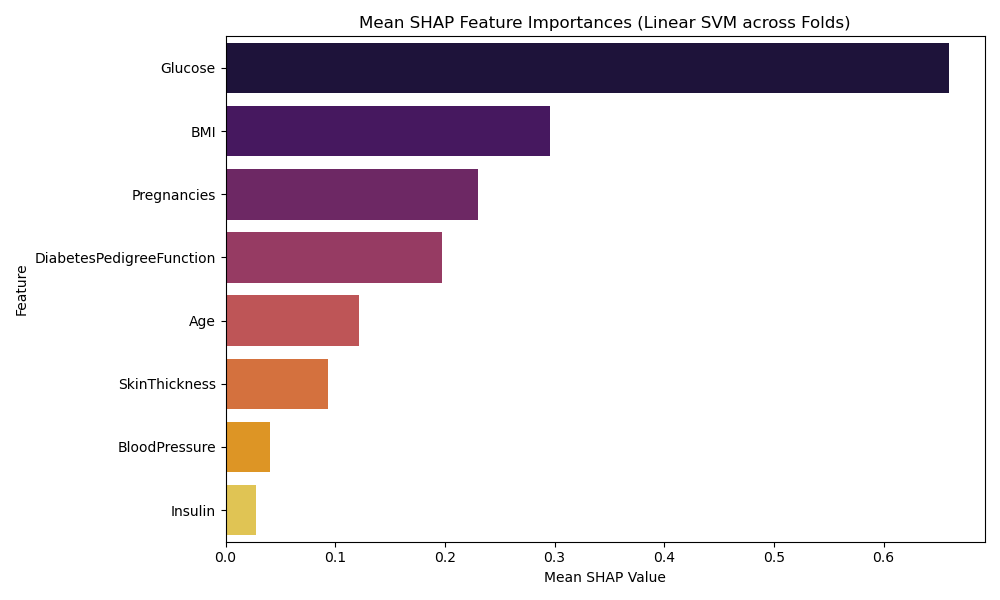 Mean SHAP Feature Importances (Linear SVM across Folds)
Feature
Glucose
BMI
Pregnancies
DiabetesPedigreeFunction
Age
SkinThickness
BloodPressure
Insulin
0.0 0.1 0.2 0.3 0.4 0.5 0.6
Mean SHAP Value